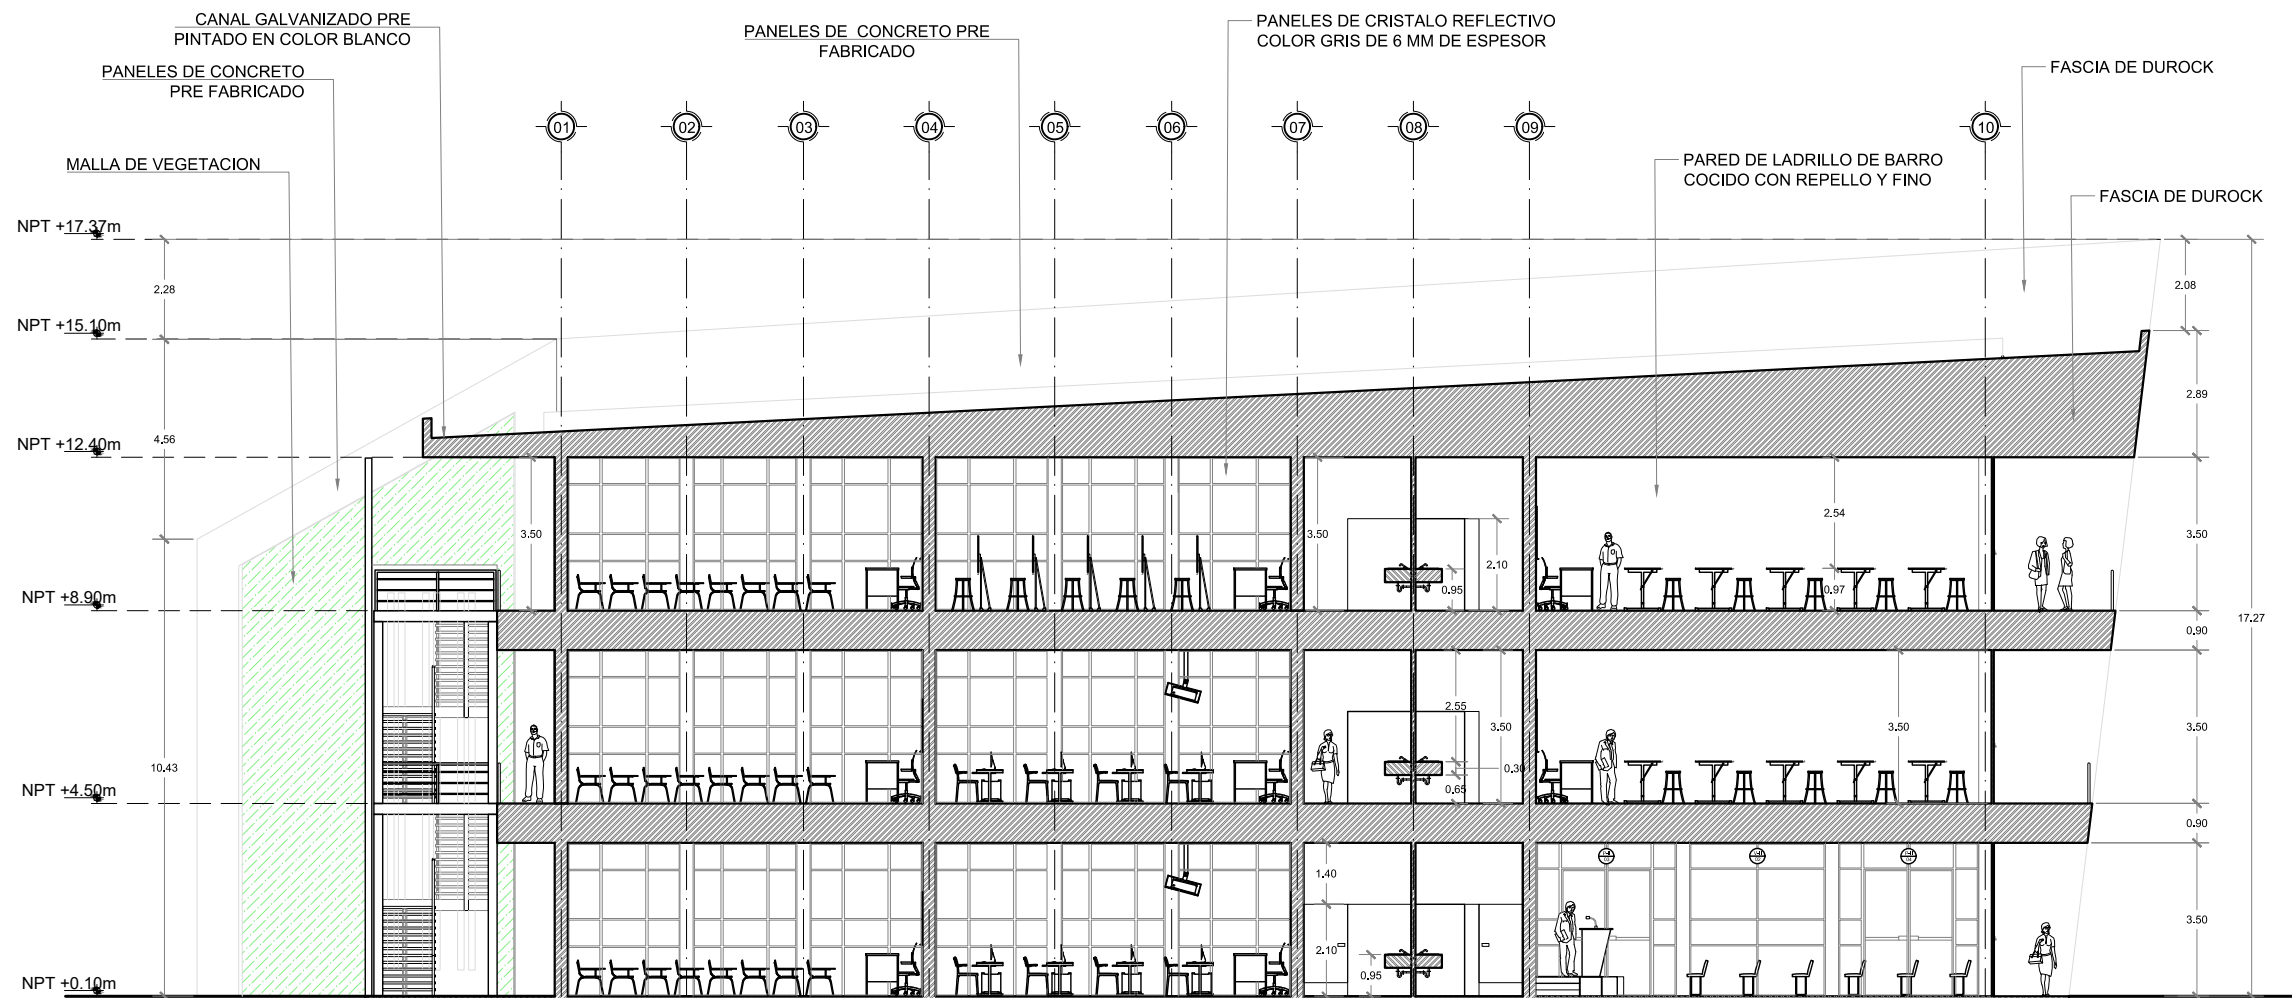 CANAL GALVANIZADO PRE
PINTADO EN COLOR BLANCO
PANELES DE CONCRETO
PRE FABRICADO
MALLA DE VEGETACION
PANELES DE CONCRETO PRE
FABRICADO
PANELES DE CRISTALO REFLECTIVO
COLOR GRIS DE 6 MM DE ESPESOR
FASCIA DE DUROCK
PARED DE LADRILLO DE BARRO
COCIDO CON REPELLO Y FINO
FASCIA DE DUROCK
01
02
03
04
05
06
07
08
09
10
NPT +17.37m
NPT +15.10m
NPT +12.40m
NPT +8.90m
NPT +4.50m
NPT +0.10m
2.28
4.56
10.43
3.50
3.50
2.10
0.95
2.54
0.97
2.55
3.50
0.30
0.65
3.50
1.40
2.10
0.95
2.08
2.89
3.50
0.90
3.50
0.90
3.50
17.27